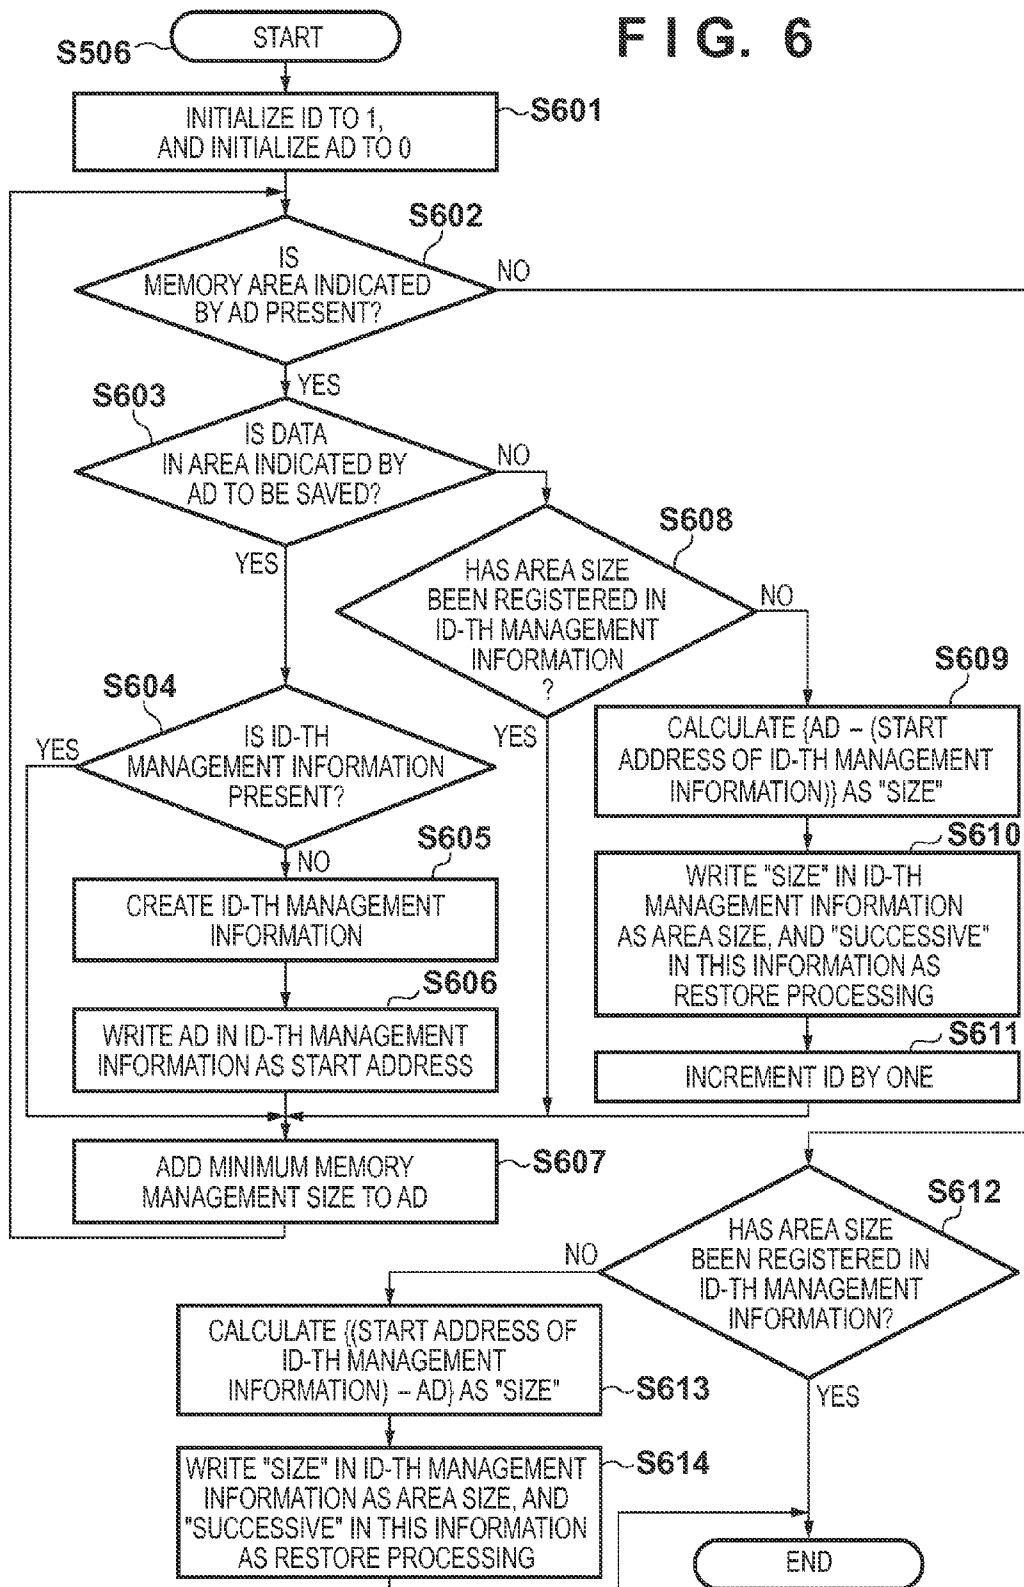 FIG. 6
START
S506
INITIALIZE ID TO 1,
AND INITIALIZE AD TO 0
S601
S602
IS
MEMORY AREA INDICATED
BY AD PRESENT?
NO
YES
S603
IS DATA
IN AREA INDICATED BY
AD TO BE SAVED?
NO
YES
S608
HAS AREA SIZE
BEEN REGISTERED IN
ID-TH MANAGEMENT
INFORMATION
?
NO
YES
S609
CALCULATE {AD – (START
ADDRESS OF ID-TH MANAGEMENT
INFORMATION)} AS "SIZE"
S604
YES
IS ID-TH
MANAGEMENT INFORMATION
PRESENT?
NO
S610
WRITE "SIZE" IN ID-TH
MANAGEMENT INFORMATION
AS AREA SIZE, AND "SUCCESSIVE"
IN THIS INFORMATION AS
RESTORE PROCESSING
S605
CREATE ID-TH MANAGEMENT
INFORMATION
S606
WRITE AD IN ID-TH MANAGEMENT
INFORMATION AS START ADDRESS
S611
INCREMENT ID BY ONE
ADD MINIMUM MEMORY
MANAGEMENT SIZE TO AD
S607
S612
HAS AREA SIZE
BEEN REGISTERED IN
ID-TH MANAGEMENT
INFORMATION?
NO
YES
CALCULATE {(START ADDRESS OF
ID-TH MANAGEMENT
INFORMATION) – AD} AS "SIZE"
S613
WRITE "SIZE" IN ID-TH MANAGEMENT
INFORMATION AS AREA SIZE, AND
"SUCCESSIVE" IN THIS INFORMATION
AS RESTORE PROCESSING
S614
END